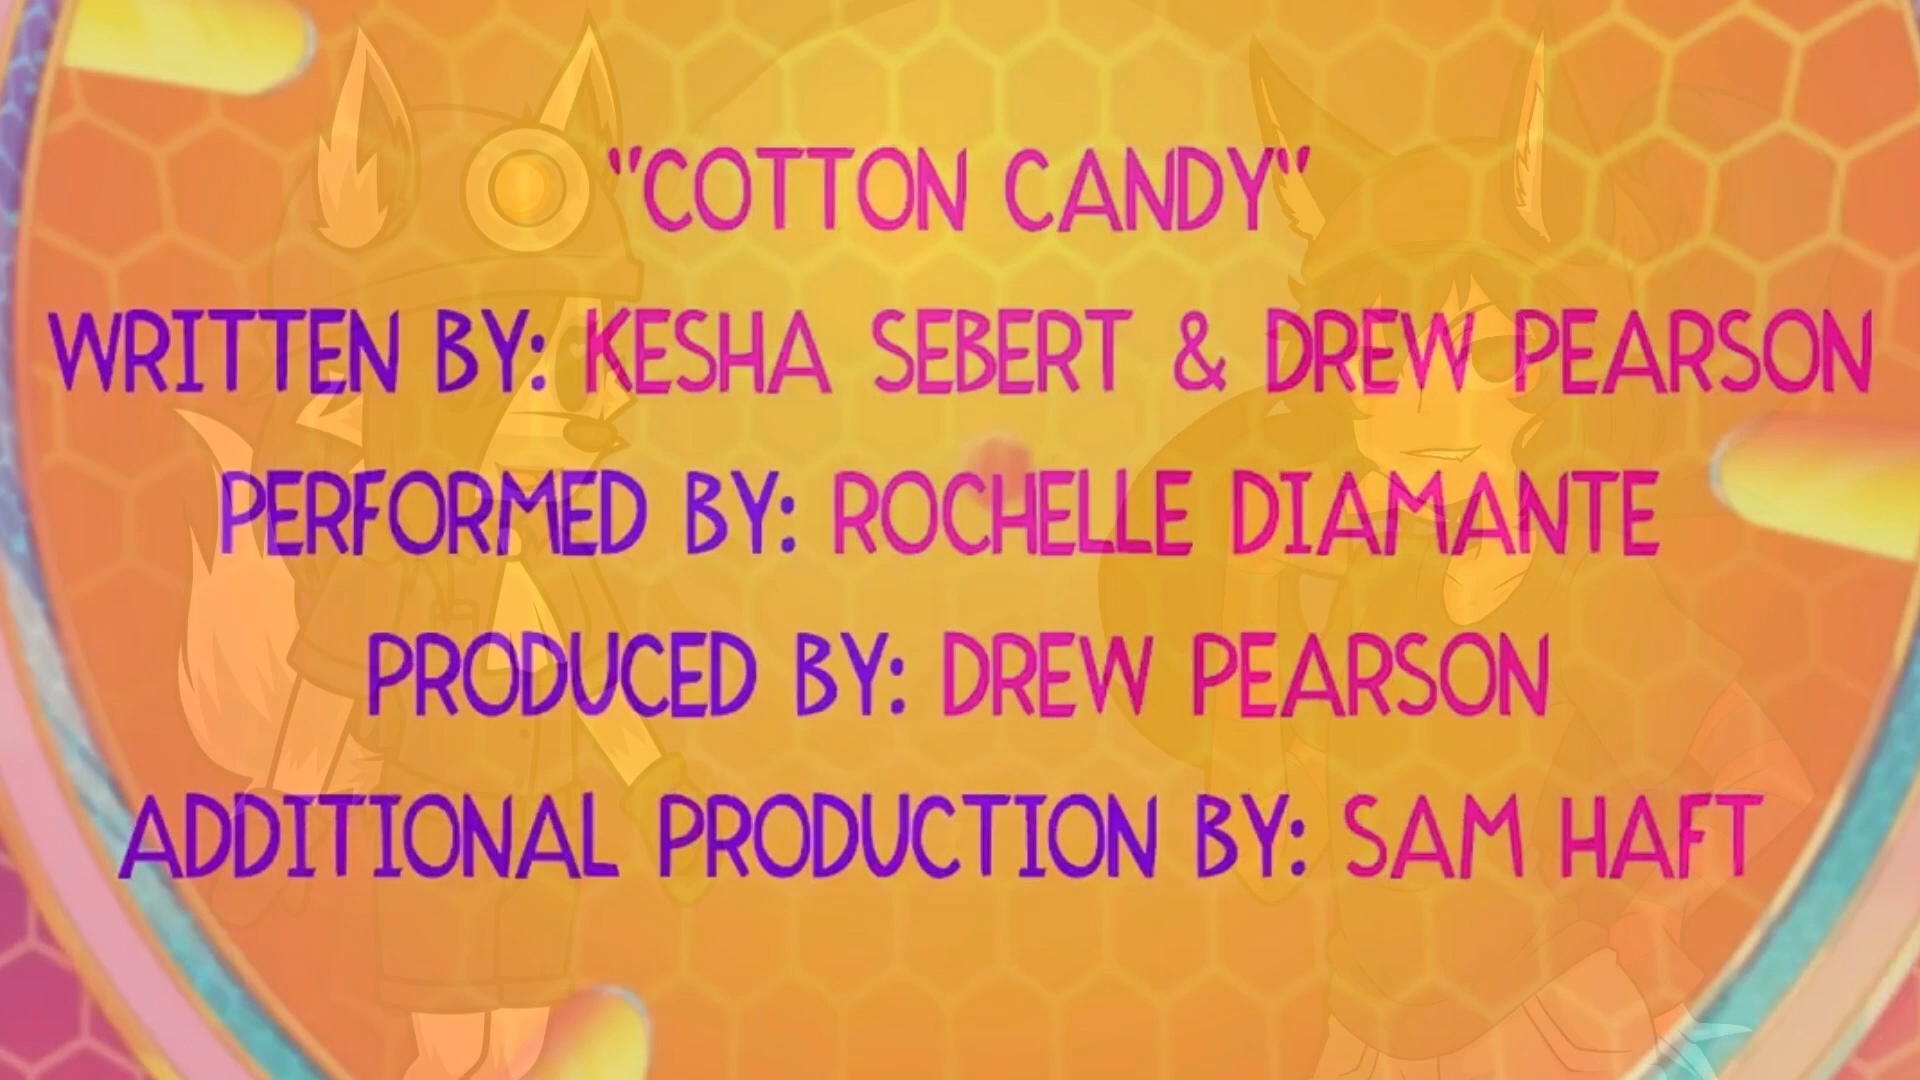 "COTTON CANDY"
WRITTEN BY: KESHA SEBERT & DREW PEARSON
PERFORMED BY: ROCHELLE DIAMANTE
PRODUCED BY: DREW PEARSON
ADDITIONAL PRODUCTION BY: SAM HAFT